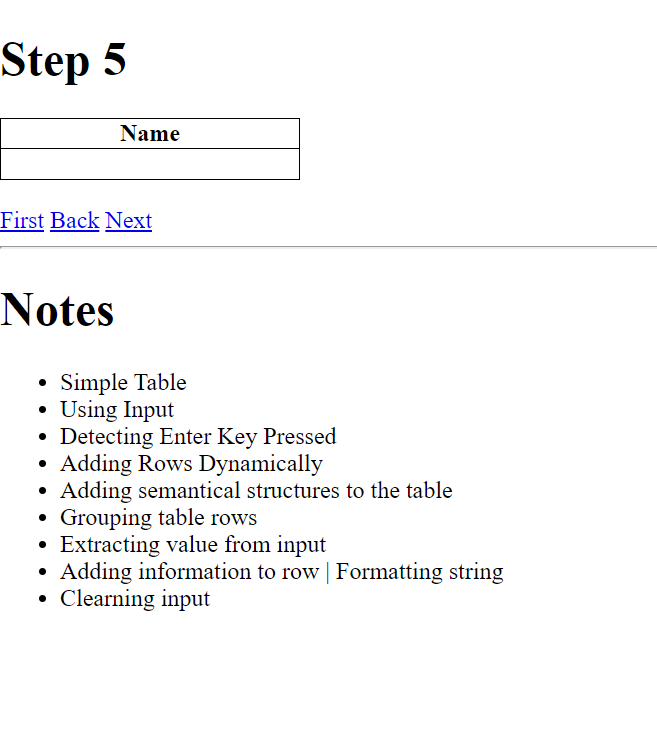 Step 5
Name
First Back Next
Notes
Simple Table
Using Input
Detecting Enter Key Pressed
Adding Rows Dynamically
Adding semantical structures to the table
Grouping table rows
Extracting value from input
Adding information to row | Formatting string
Clearning input